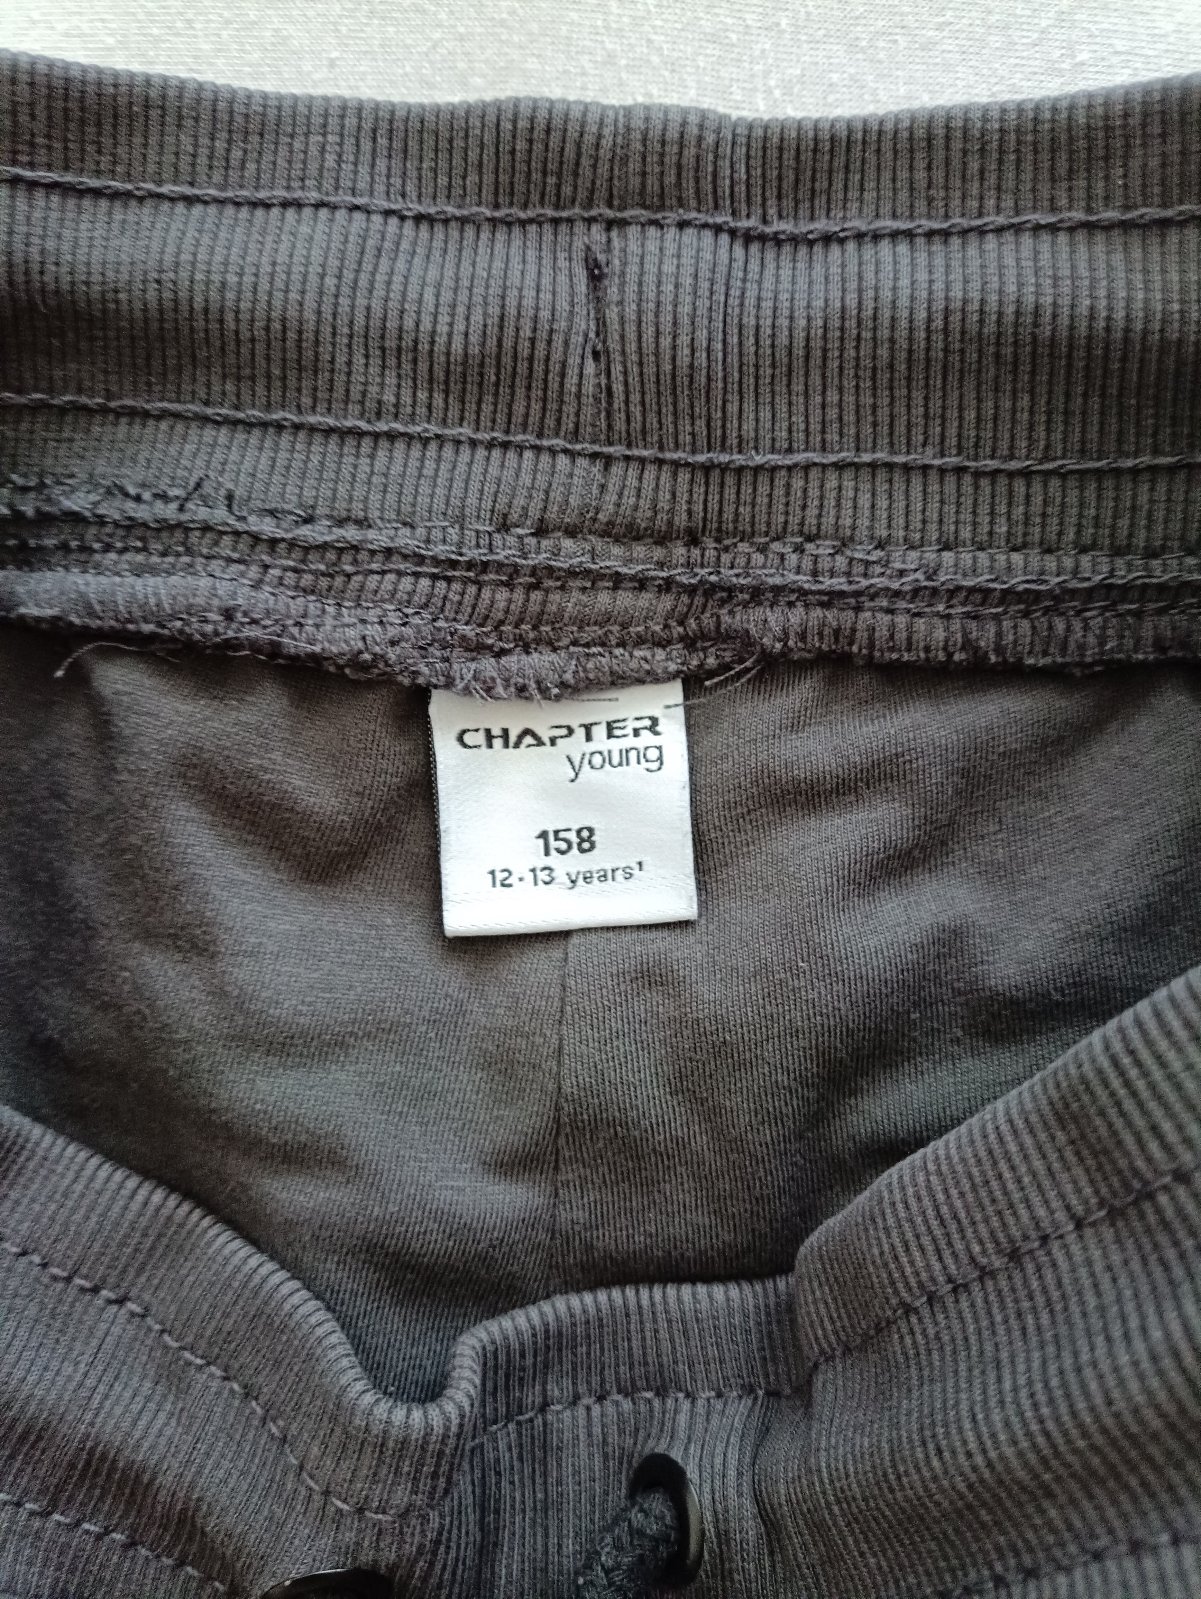 CHAPTER
young
158
12-13 years¹